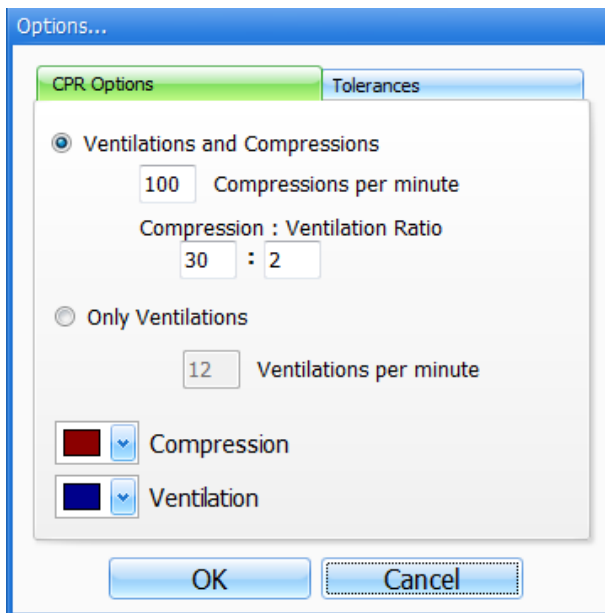 Options...
CPR Options Tolerances
Ventilations and Compressions
100 Compressions per minute
Compression : Ventilation Ratio
30 : 2
Only Ventilations
12 Ventilations per minute
Compression
Ventilation
OK Cancel